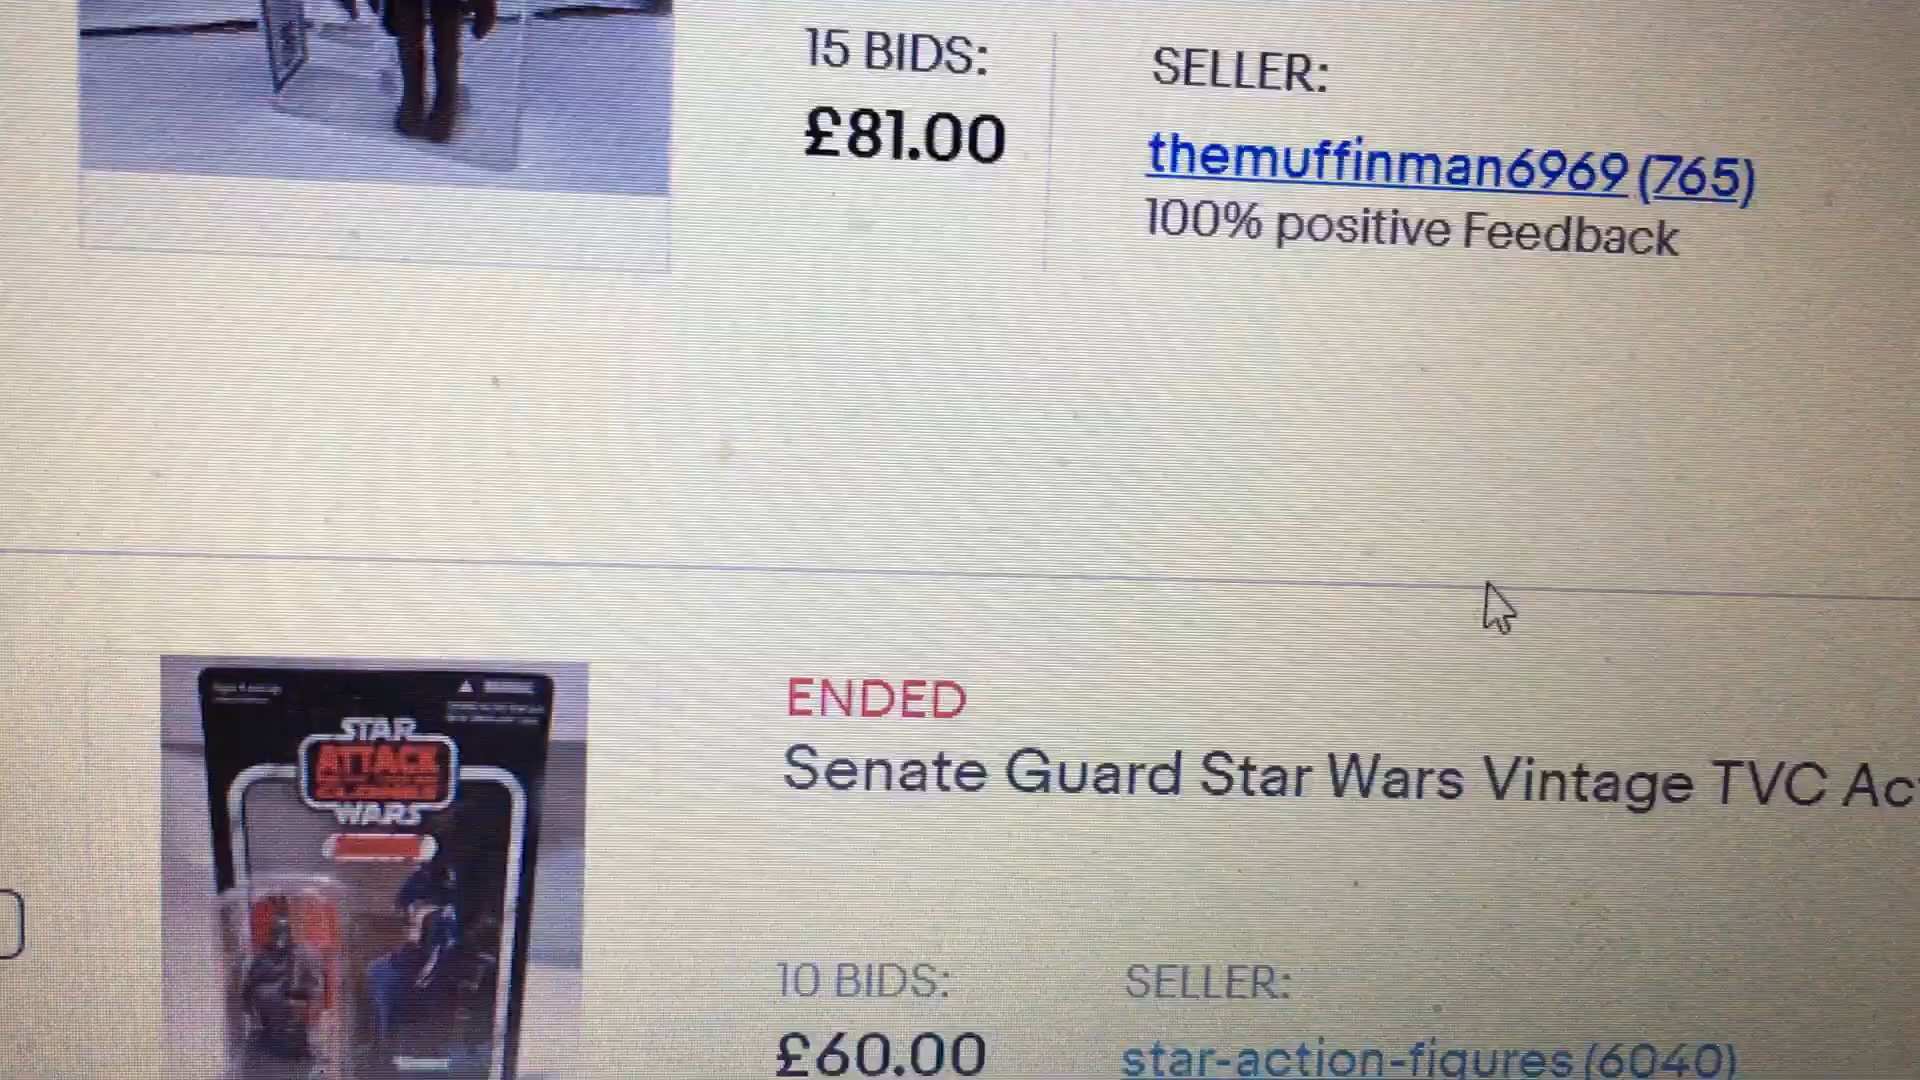 15 BIDS:
£81.00
SELLER:
themuffinman6969 (765)
100% positive Feedback
ENDED
Senate Guard Star Wars Vintage TVC Ac
STAR
ATTACK
WARS
10 BIDS:
£60.00
SELLER:
star-action-figures (6040)